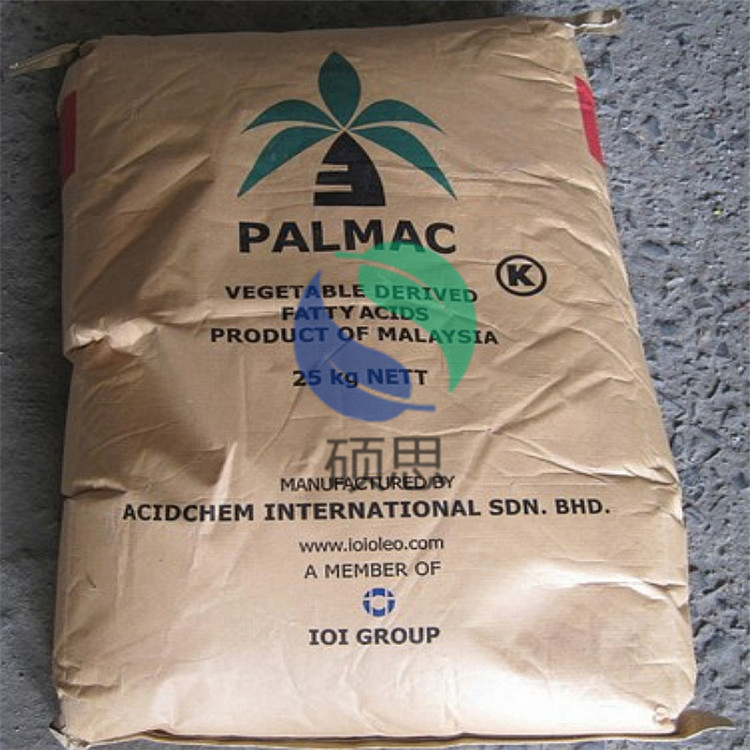 PALMAC
K
VEGETABLE DERIVED
FATTY ACIDS
PRODUCT OF MALAYSIA
25 kg NETT
硕思
MANUFACTURED BY
ACIDCHEM INTERNATIONAL SDN. BHD.
www.ioioleo.com
A MEMBER OF
IOI GROUP